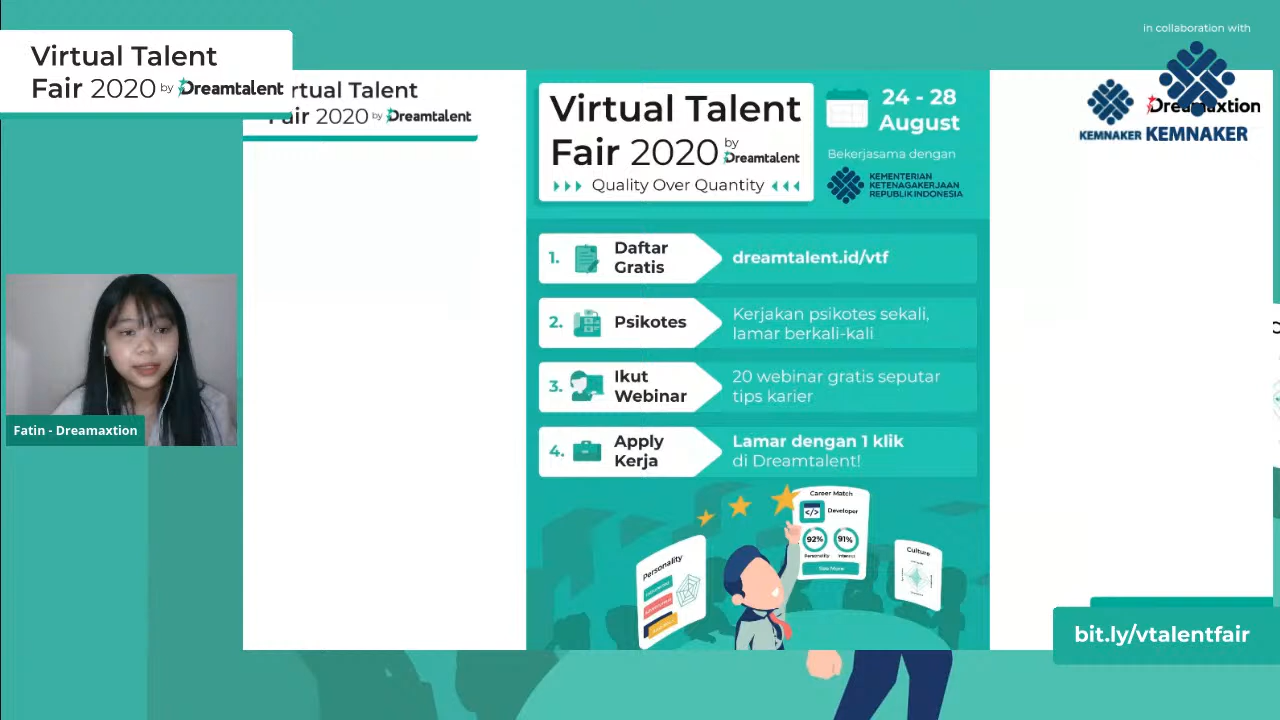 in collaboration with
KEMNAKER
Virtual Talent
Fair 2020 by Dreamtalent
rtual Talent
Fair 2020 by Dreamtalent
KEMNAKER
Virtual Talent
Fair 2020 by Dreamtalent
Quality Over Quantity
24 - 28
August
Bekerjasama dengan
KEMENTERIAN
KETENAGAKERJAAN
REPUBLIK INDONESIA
1. Daftar
Gratis
dreamtalent.id/vtf
2. Psikotes
Kerjakan psikotes sekali,
lamar berkali-kali
3. Ikut
Webinar
20 webinar gratis seputar
tips karier
4. Apply
Kerja
Lamar dengan 1 klik
di Dreamtalent!
Fatin - Dreamaxtion
Career Match
Developer
92% 91%
Personality Interest
See More
Personality
Culture
bit.ly/vtalentfair